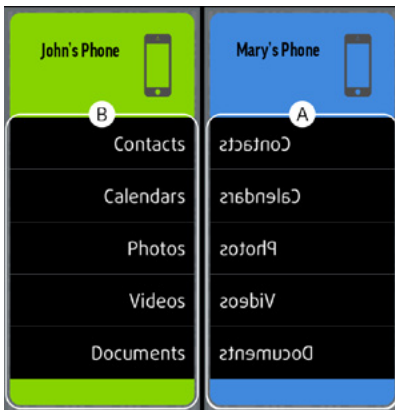 John's Phone
Mary's Phone
B
A
Contacts
Calendars
Photos
Videos
Documents
Contacts
Calendars
Photos
Videos
Documents